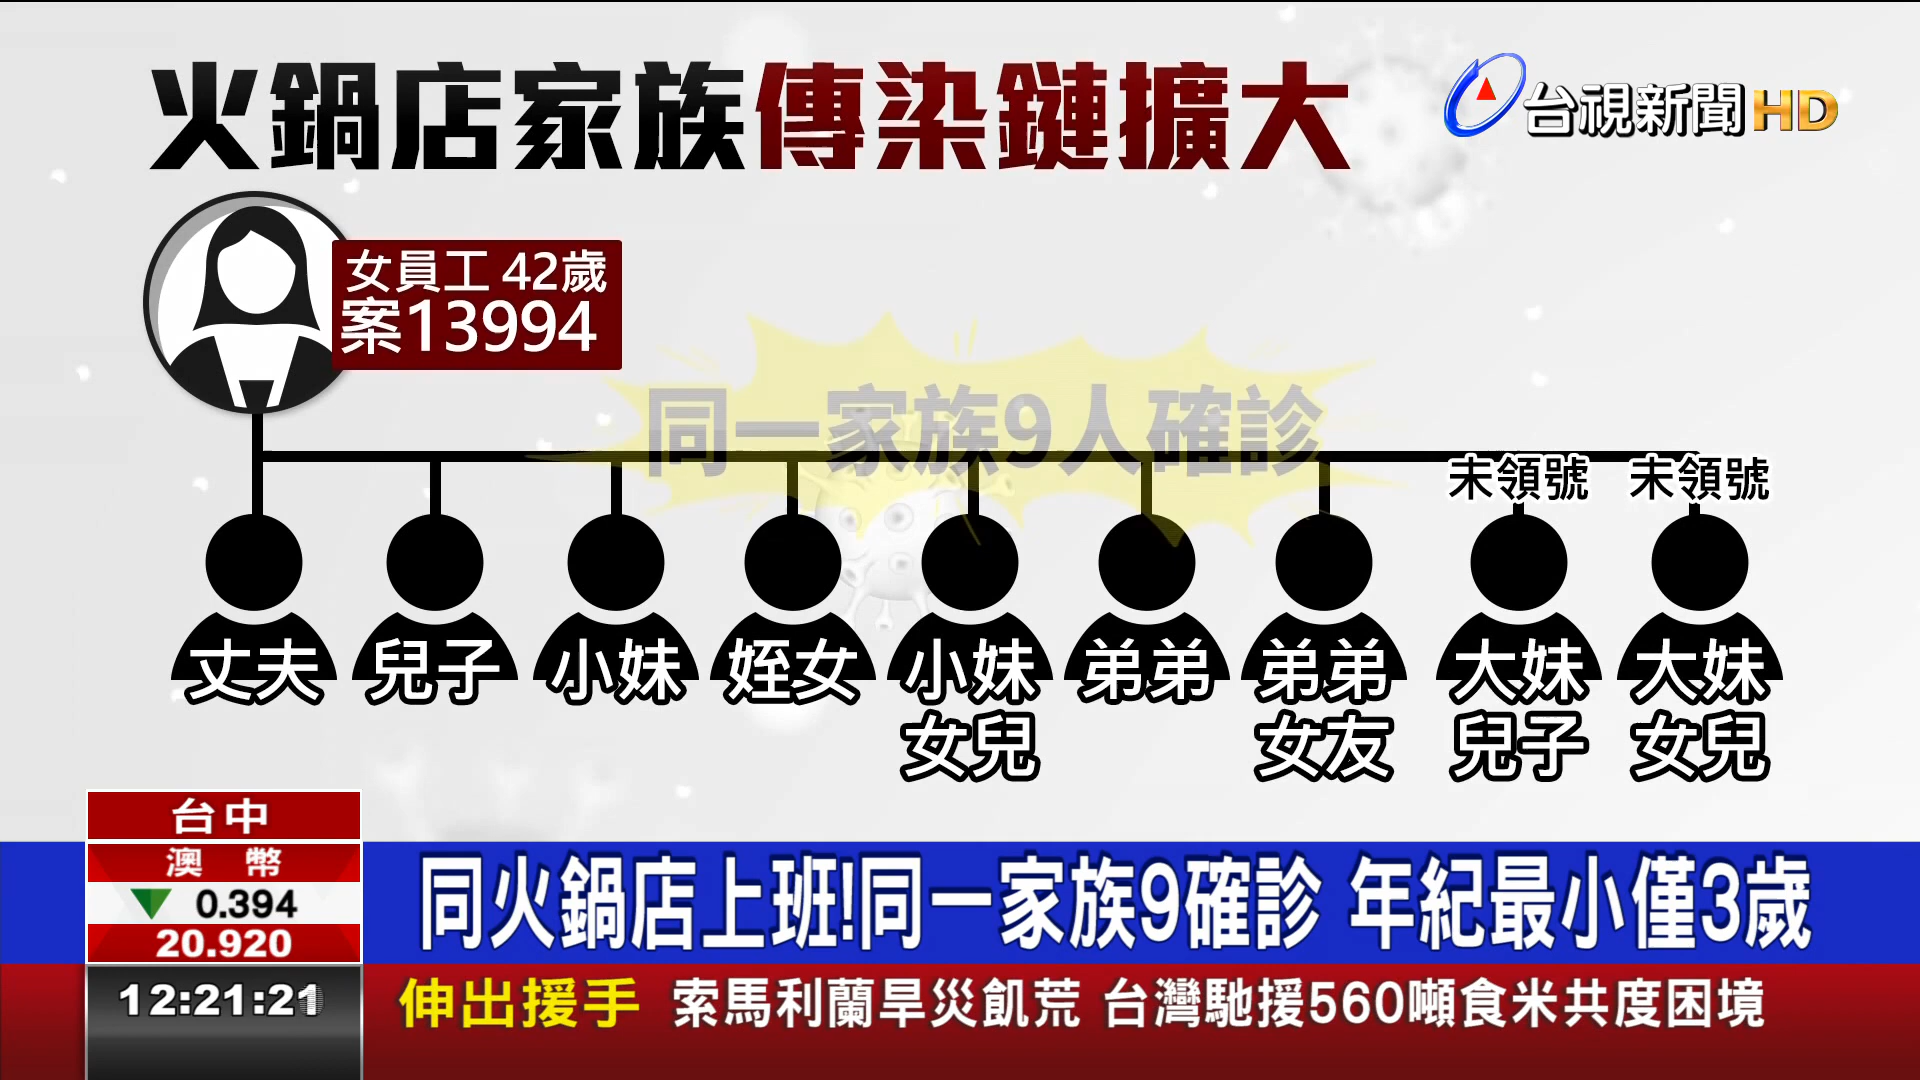 火鍋店家族傳染鏈擴大
台視新聞HD
女員工 42歲
案13994
同一家族9人確診
未領號 未領號
丈夫 兒子 小妹 姪女 小妹女兒 弟弟 弟弟女友 大妹兒子 大妹女兒
台中
澳幣
0.394
20.920
12:21:21
同火鍋店上班!同一家族9確診 年紀最小僅3歲
伸出援手 索馬利蘭旱災飢荒 台灣馳援560噸食米共度困境